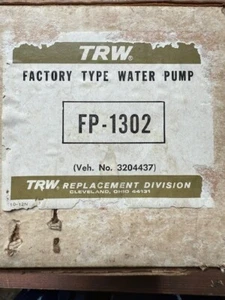 TRW®
FACTORY TYPE WATER PUMP
FP-1302
(Veh. No. 3204437)
TRW® REPLACEMENT DIVISION
CLEVELAND, OHIO 44131